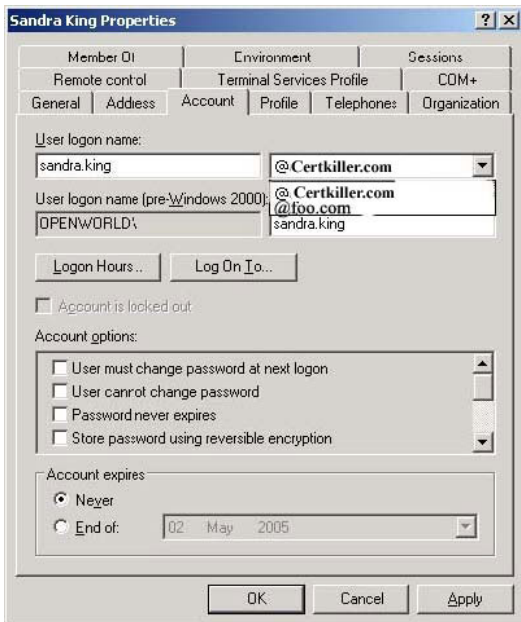 Sandra King Properties
Member Of Environment Sessions
Remote control Terminal Services Profile COM+
General Address Account Profile Telephones Organization
User logon name:
sandra.king @Certkiller.com
@Certkiller.com
User logon name (pre-Windows 2000): @foo.com
OPENWORLD\ sandra.king
Logon Hours... Log On To...
Account is locked out
Account options:
User must change password at next logon
User cannot change password
Password never expires
Store password using reversible encryption
Account expires
Never
End of: 02 May 2005
OK Cancel Apply